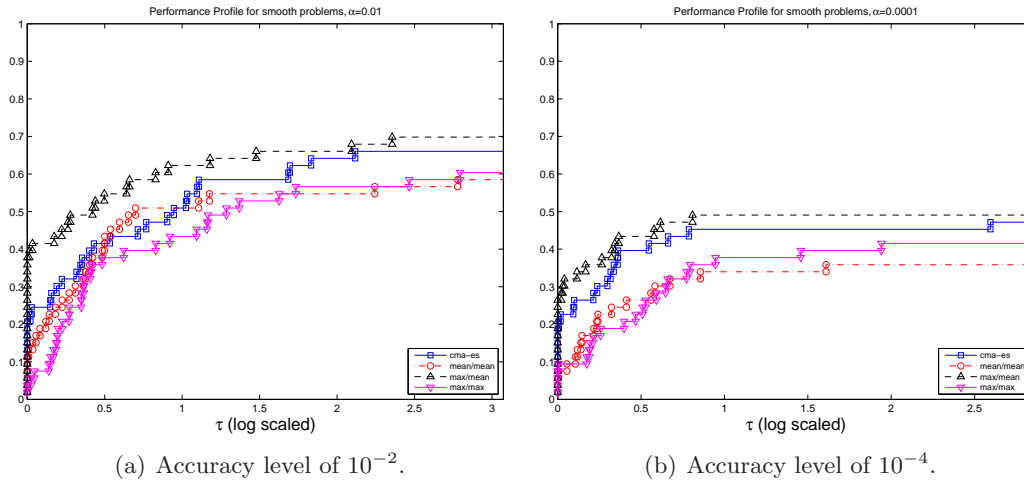 Performance Profile for smooth problems, α=0.01
1
0.9
0.8
0.7
0.6
0.5
0.4
0.3
0.2
0.1
0
0 0.5 1 1.5 2 2.5 3
τ (log scaled)
cma-es
mean/mean
max/mean
max/max
(a) Accuracy level of 10⁻².
Performance Profile for smooth problems, α=0.0001
1
0.9
0.8
0.7
0.6
0.5
0.4
0.3
0.2
0.1
0
0 0.5 1 1.5 2 2.5
τ (log scaled)
cma-es
mean/mean
max/mean
max/max
(b) Accuracy level of 10⁻⁴.